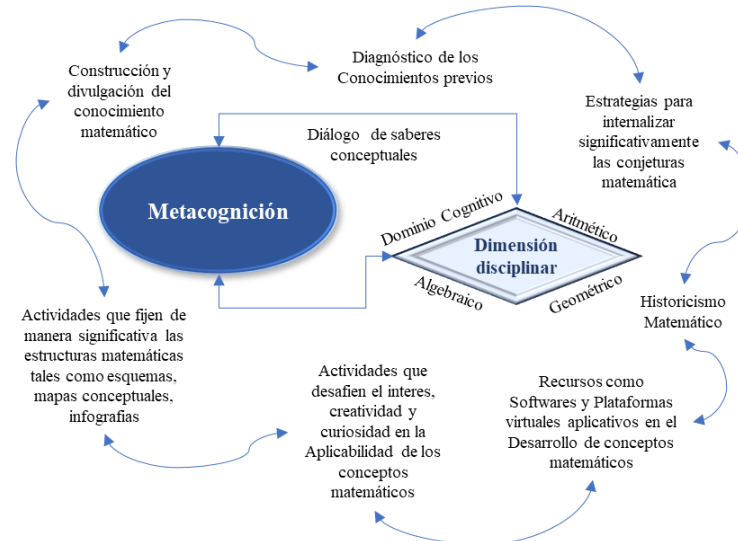 Diagnóstico de los
Conocimientos previos
Construcción y
divulgación del
conocimiento
matemático
Estrategias para
internalizar
significativamente
las conjeturas
matemática
Diálogo de saberes
conceptuales
Metacognición
Dominio Cognitivo
Aritmético
Dimensión
disciplinar
Algebraico
Geométrico
Historicismo
Matemático
Actividades que fijen de
manera significativa las
estructuras matemáticas
tales como esquemas,
mapas conceptuales,
infografias
Actividades que
desafien el interes,
creatividad y
curiosidad en la
Aplicabilidad de los
conceptos
matemáticos
Recursos como
Softwares y Plataformas
virtuales aplicativos en el
Desarrollo de conceptos
matemáticos